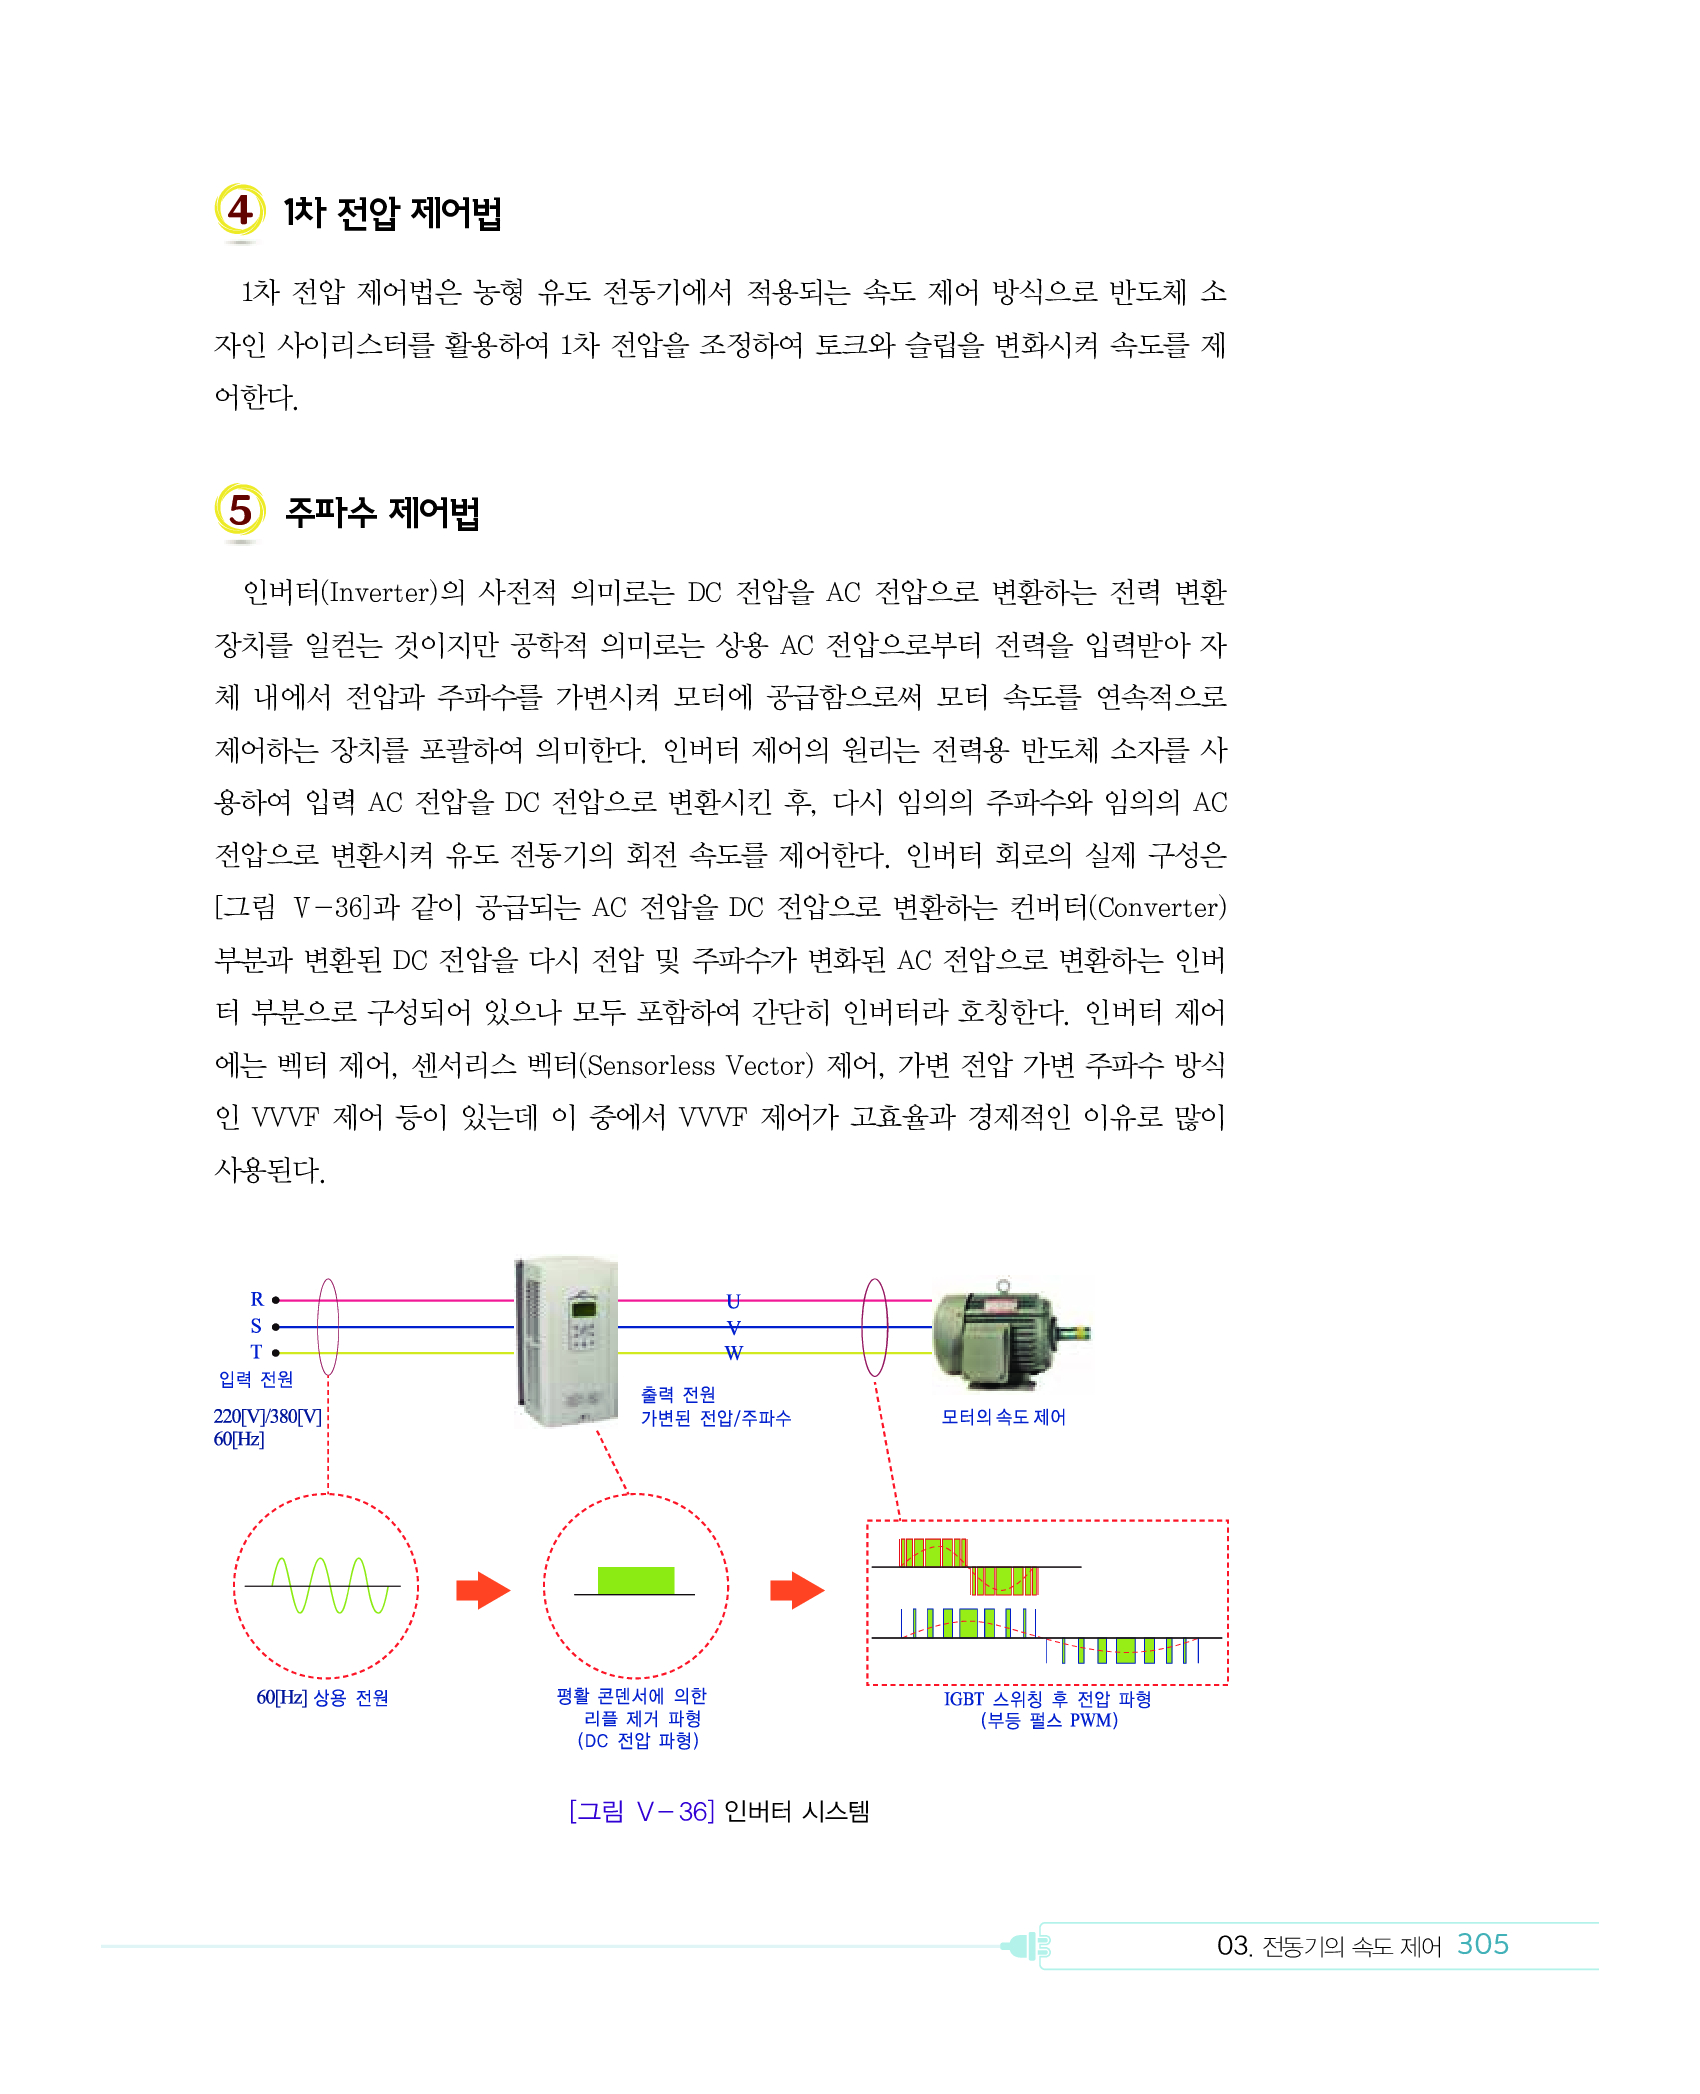 4 1차 전압 제어법
1차 전압 제어법은 농형 유도 전동기에서 적용되는 속도 제어 방식으로 반도체 소
자인 사이리스터를 활용하여 1차 전압을 조정하여 토크와 슬립을 변화시켜 속도를 제
어한다.
5 주파수 제어법
인버터(Inverter)의 사전적 의미로는 DC 전압을 AC 전압으로 변환하는 전력 변환
장치를 일컫는 것이지만 공학적 의미로는 상용 AC 전압으로부터 전력을 입력받아 자
체 내에서 전압과 주파수를 가변시켜 모터에 공급함으로써 모터 속도를 연속적으로
제어하는 장치를 포괄하여 의미한다. 인버터 제어의 원리는 전력용 반도체 소자를 사
용하여 입력 AC 전압을 DC 전압으로 변환시킨 후, 다시 임의의 주파수와 임의의 AC
전압으로 변환시켜 유도 전동기의 회전 속도를 제어한다. 인버터 회로의 실제 구성은
[그림 Ⅴ-36]과 같이 공급되는 AC 전압을 DC 전압으로 변환하는 컨버터(Converter)
부분과 변환된 DC 전압을 다시 전압 및 주파수가 변화된 AC 전압으로 변환하는 인버
터 부분으로 구성되어 있으나 모두 포함하여 간단히 인버터라 호칭한다. 인버터 제어
에는 벡터 제어, 센서리스 벡터(Sensorless Vector) 제어, 가변 전압 가변 주파수 방식
인 VVVF 제어 등이 있는데 이 중에서 VVVF 제어가 고효율과 경제적인 이유로 많이
사용된다.
R
S
T
입력 전원
220[V]/380[V]
60[Hz]
U
V
W
출력 전원
가변된 전압/주파수
모터의 속도 제어
60[Hz] 상용 전원
평활 콘덴서에 의한
리플 제거 파형
(DC 전압 파형)
IGBT 스위칭 후 전압 파형
(부등 펄스 PWM)
[그림 Ⅴ-36] 인버터 시스템
03. 전동기의 속도 제어 305